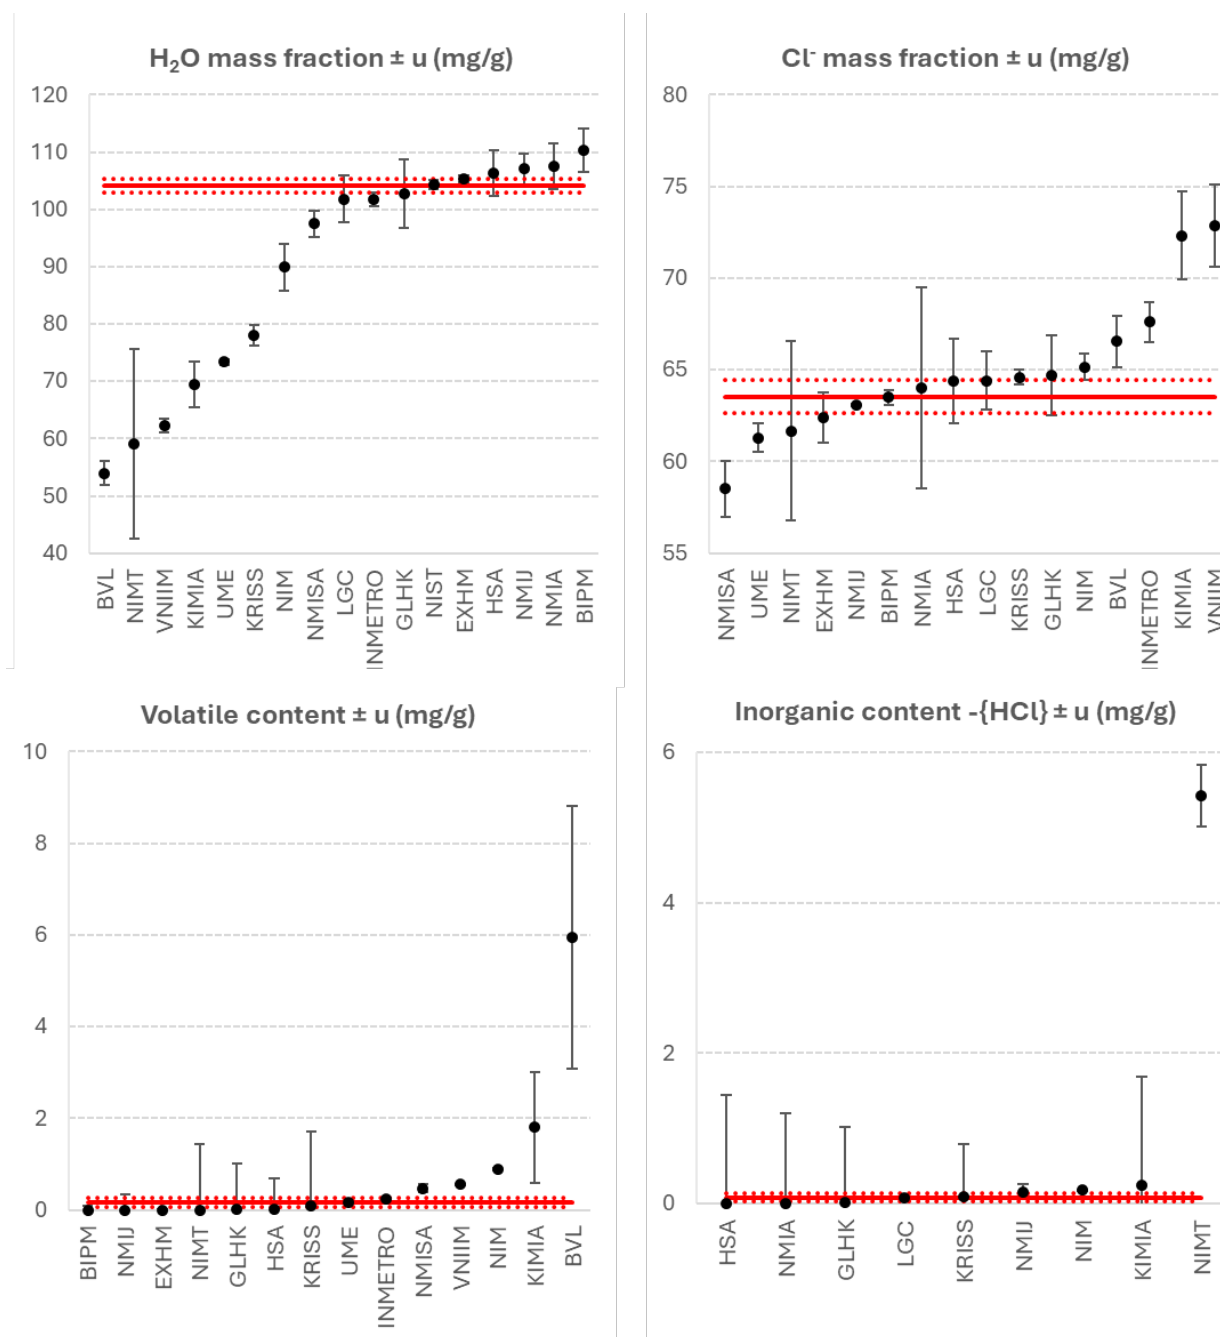 H₂O mass fraction ± u (mg/g)
120
110
100
90
80
70
60
50
40
BVL
NIMT
VNIIM
KIMIA
UME
KRISS
NIM
NMISA
LGC
INMETRO
GLHK
NIST
EXHM
HSA
NMIJ
NMIA
BIPM
Cl⁻ mass fraction ± u (mg/g)
80
75
70
65
60
55
NMISA
UME
NIMT
EXHM
NMIJ
BIPM
NMIA
HSA
LGC
KRISS
GLHK
NIM
BVL
INMETRO
KIMIA
VNIIM
Volatile content ± u (mg/g)
10
8
6
4
2
0
BIPM
NMIJ
EXHM
NIMT
GLHK
HSA
KRISS
UME
INMETRO
NMISA
VNIIM
NIM
KIMIA
BVL
Inorganic content -{HCl} ± u (mg/g)
6
4
2
0
HSA
NMIA
GLHK
LGC
KRISS
NMIJ
NIM
KIMIA
NIMT